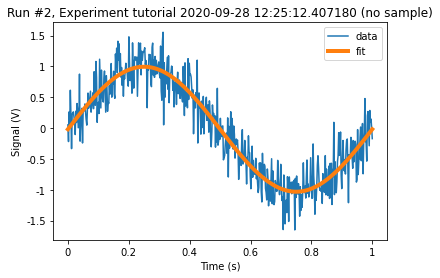 Run #2, Experiment tutorial 2020-09-28 12:25:12.407180 (no sample)
data
fit
Signal (V)
1.5
1
0.5
0
-0.5
-1
-1.5
0
0.2
0.4
0.6
0.8
1
Time (s)